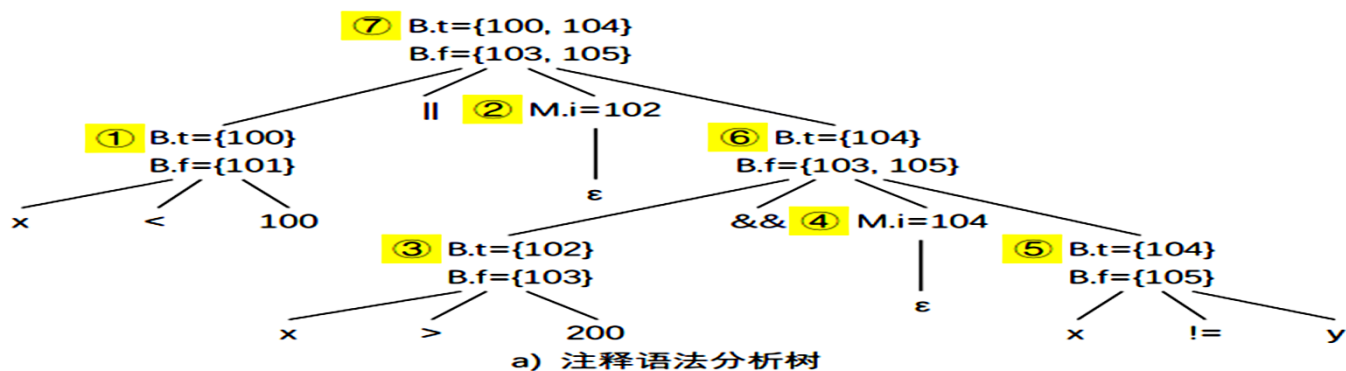 ⑦ B.t={100, 104}
B.f={103, 105}
|| ② M.i=102
① B.t={100} ⑥ B.t={104}
B.f={101} B.f={103, 105}
ε
x < 100 && ④ M.i=104
③ B.t={102} ⑤ B.t={104}
B.f={103} B.f={105}
ε
x > 200 x != y
a) 注释语法分析树